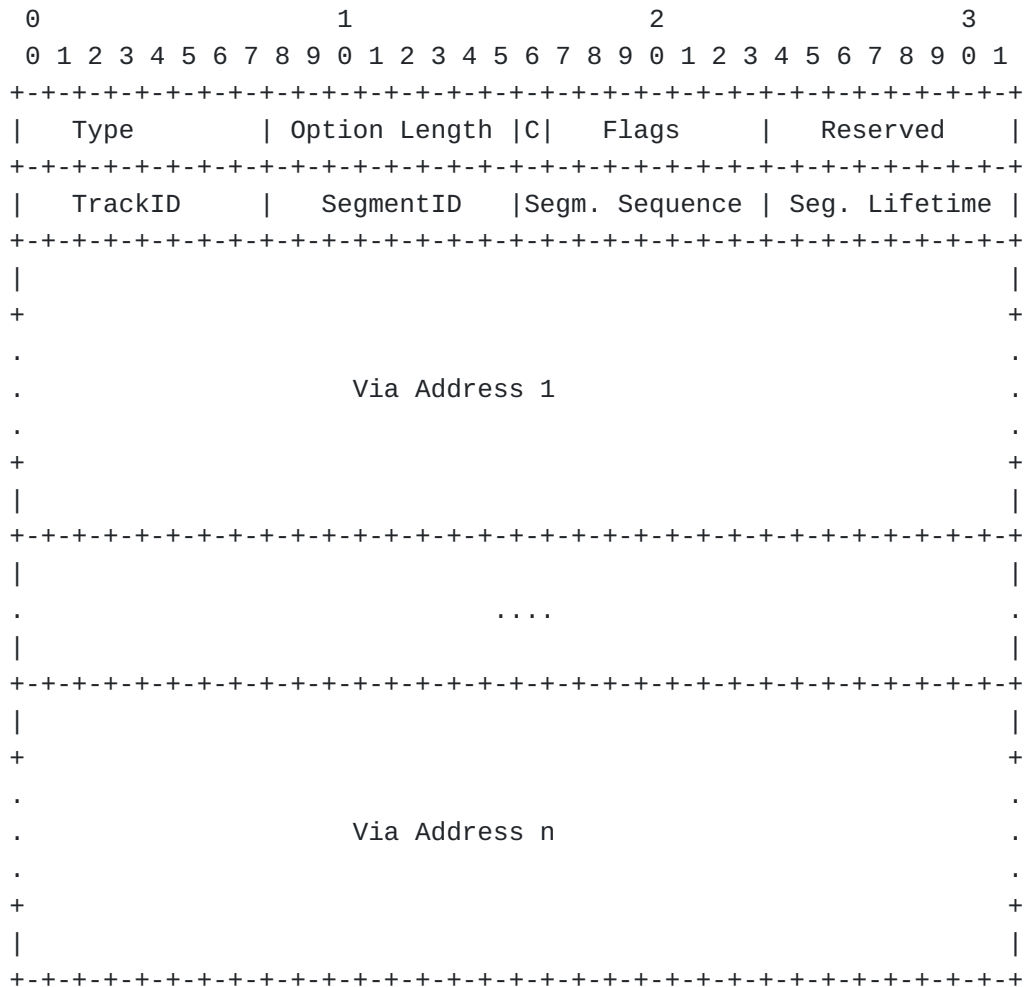 0                   1                   2                   3
 0 1 2 3 4 5 6 7 8 9 0 1 2 3 4 5 6 7 8 9 0 1 2 3 4 5 6 7 8 9 0 1
+-+-+-+-+-+-+-+-+-+-+-+-+-+-+-+-+-+-+-+-+-+-+-+-+-+-+-+-+-+-+-+-+
|   Type        | Option Length |C|   Flags     |   Reserved    |
+-+-+-+-+-+-+-+-+-+-+-+-+-+-+-+-+-+-+-+-+-+-+-+-+-+-+-+-+-+-+-+-+
|   TrackID     |   SegmentID   |Segm. Sequence | Seg. Lifetime |
+-+-+-+-+-+-+-+-+-+-+-+-+-+-+-+-+-+-+-+-+-+-+-+-+-+-+-+-+-+-+-+-+
|                                                               |
+                                                               +
.                                                               .
.                     Via Address 1                             .
.                                                               .
+                                                               +
|                                                               |
+-+-+-+-+-+-+-+-+-+-+-+-+-+-+-+-+-+-+-+-+-+-+-+-+-+-+-+-+-+-+-+-+
|                                                               |
.                              ....                             .
|                                                               |
+-+-+-+-+-+-+-+-+-+-+-+-+-+-+-+-+-+-+-+-+-+-+-+-+-+-+-+-+-+-+-+-+
|                                                               |
+                                                               +
.                                                               .
.                     Via Address n                             .
.                                                               .
+                                                               +
|                                                               |
+-+-+-+-+-+-+-+-+-+-+-+-+-+-+-+-+-+-+-+-+-+-+-+-+-+-+-+-+-+-+-+-+